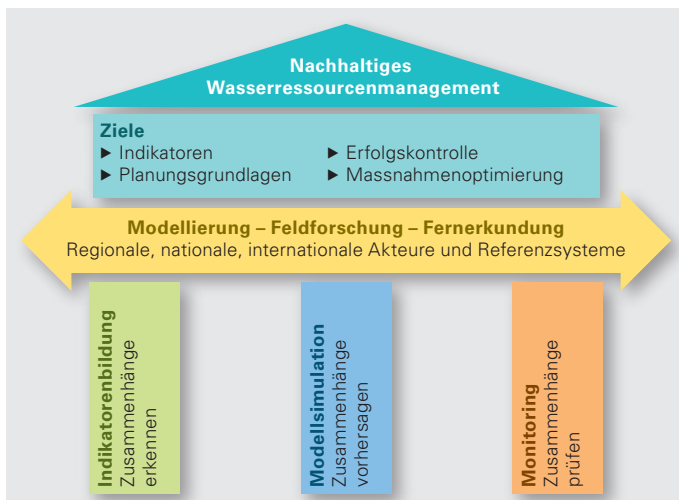 Nachhaltiges
Wasserressourcenmanagement
Ziele
► Indikatoren
► Planungsgrundlagen
► Erfolgskontrolle
► Massnahmenoptimierung
Modellierung – Feldforschung – Fernerkundung
Regionale, nationale, internationale Akteure und Referenzsysteme
Indikatorenbildung
Zusammenhänge
erkennen
Modellsimulation
Zusammenhänge
vorhersagen
Monitoring
Zusammenhänge
prüfen